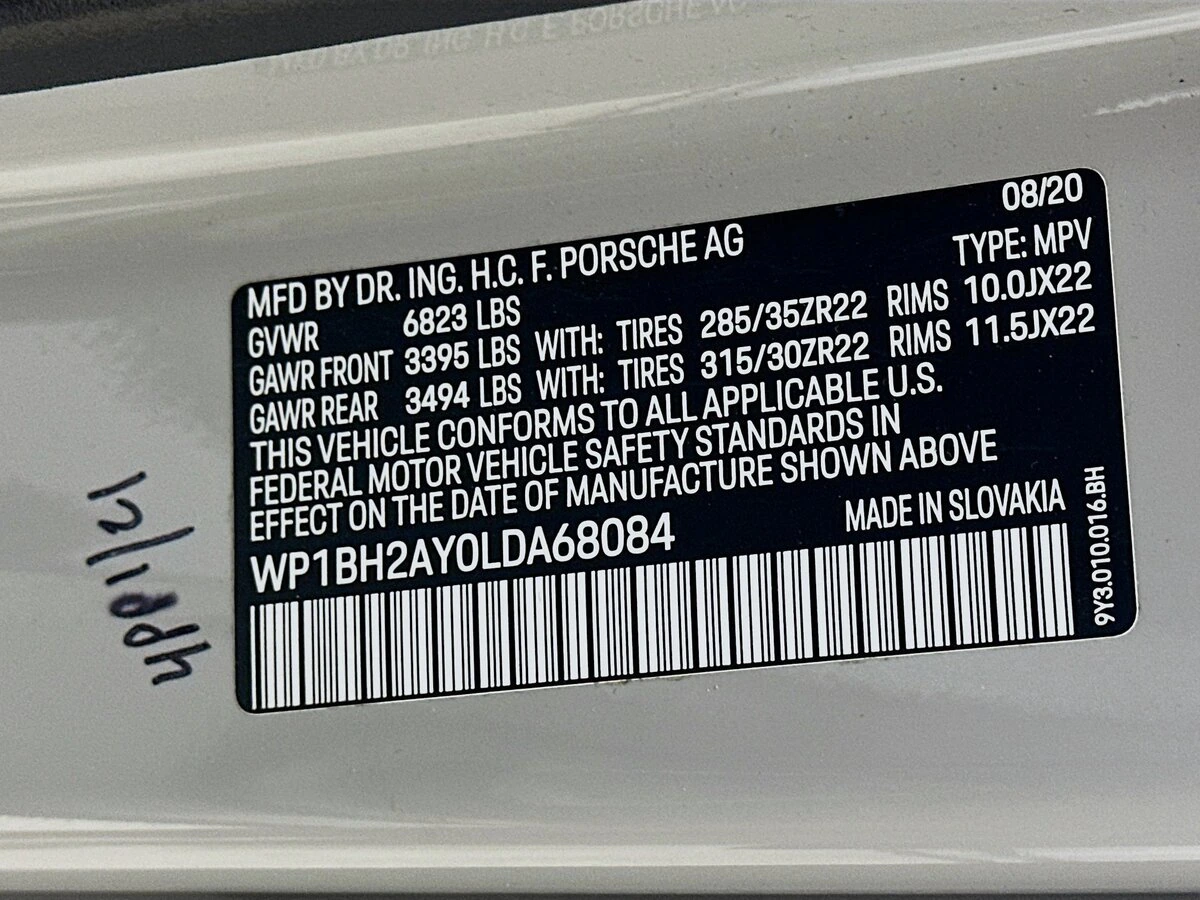 08/20
MFD BY DR. ING. H.C. F. PORSCHE AG
TYPE: MPV
GVWR 6823 LBS
GAWR FRONT 3395 LBS WITH: TIRES 285/35ZR22 RIMS 10.0JX22
GAWR REAR 3494 LBS WITH: TIRES 315/30ZR22 RIMS 11.5JX22
THIS VEHICLE CONFORMS TO ALL APPLICABLE U.S.
FEDERAL MOTOR VEHICLE SAFETY STANDARDS IN
EFFECT ON THE DATE OF MANUFACTURE SHOWN ABOVE
WP1BH2AY0LDA68084
MADE IN SLOVAKIA
9Y3.010.016.BH